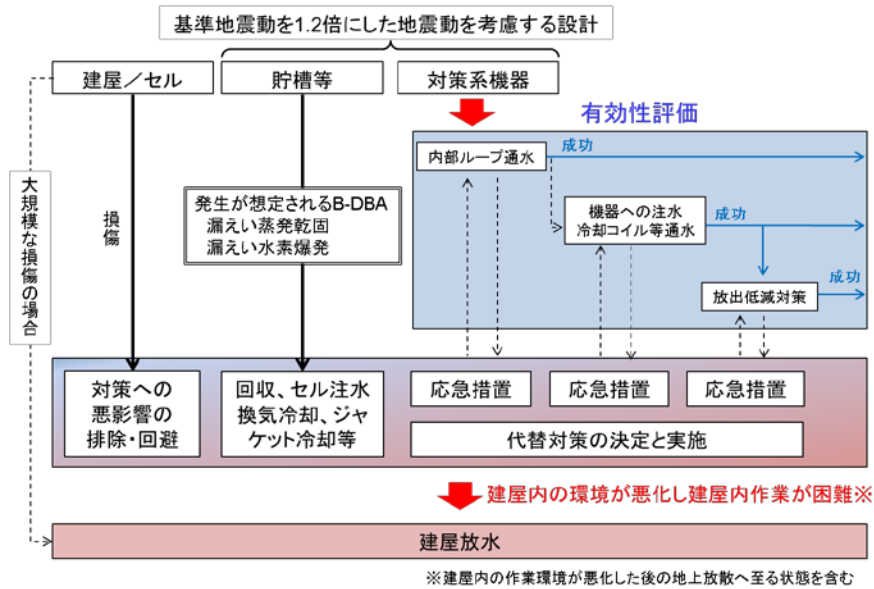 基準地震動を1.2倍にした地震動を考慮する設計
建屋／セル
貯槽等
対策系機器
有効性評価
内部ループ通水
成功
大規模な損傷の場合
損傷
発生が想定されるB-DBA
漏えい蒸発乾固
漏えい水素爆発
機器への注水
冷却コイル等通水
成功
放出低減対策
成功
対策への
悪影響の
排除・回避
回収、セル注水
換気冷却、ジャ
ケット冷却等
応急措置
応急措置
応急措置
代替対策の決定と実施
建屋内の環境が悪化し建屋内作業が困難※
建屋放水
※建屋内の作業環境が悪化した後の地上放散へ至る状態を含む